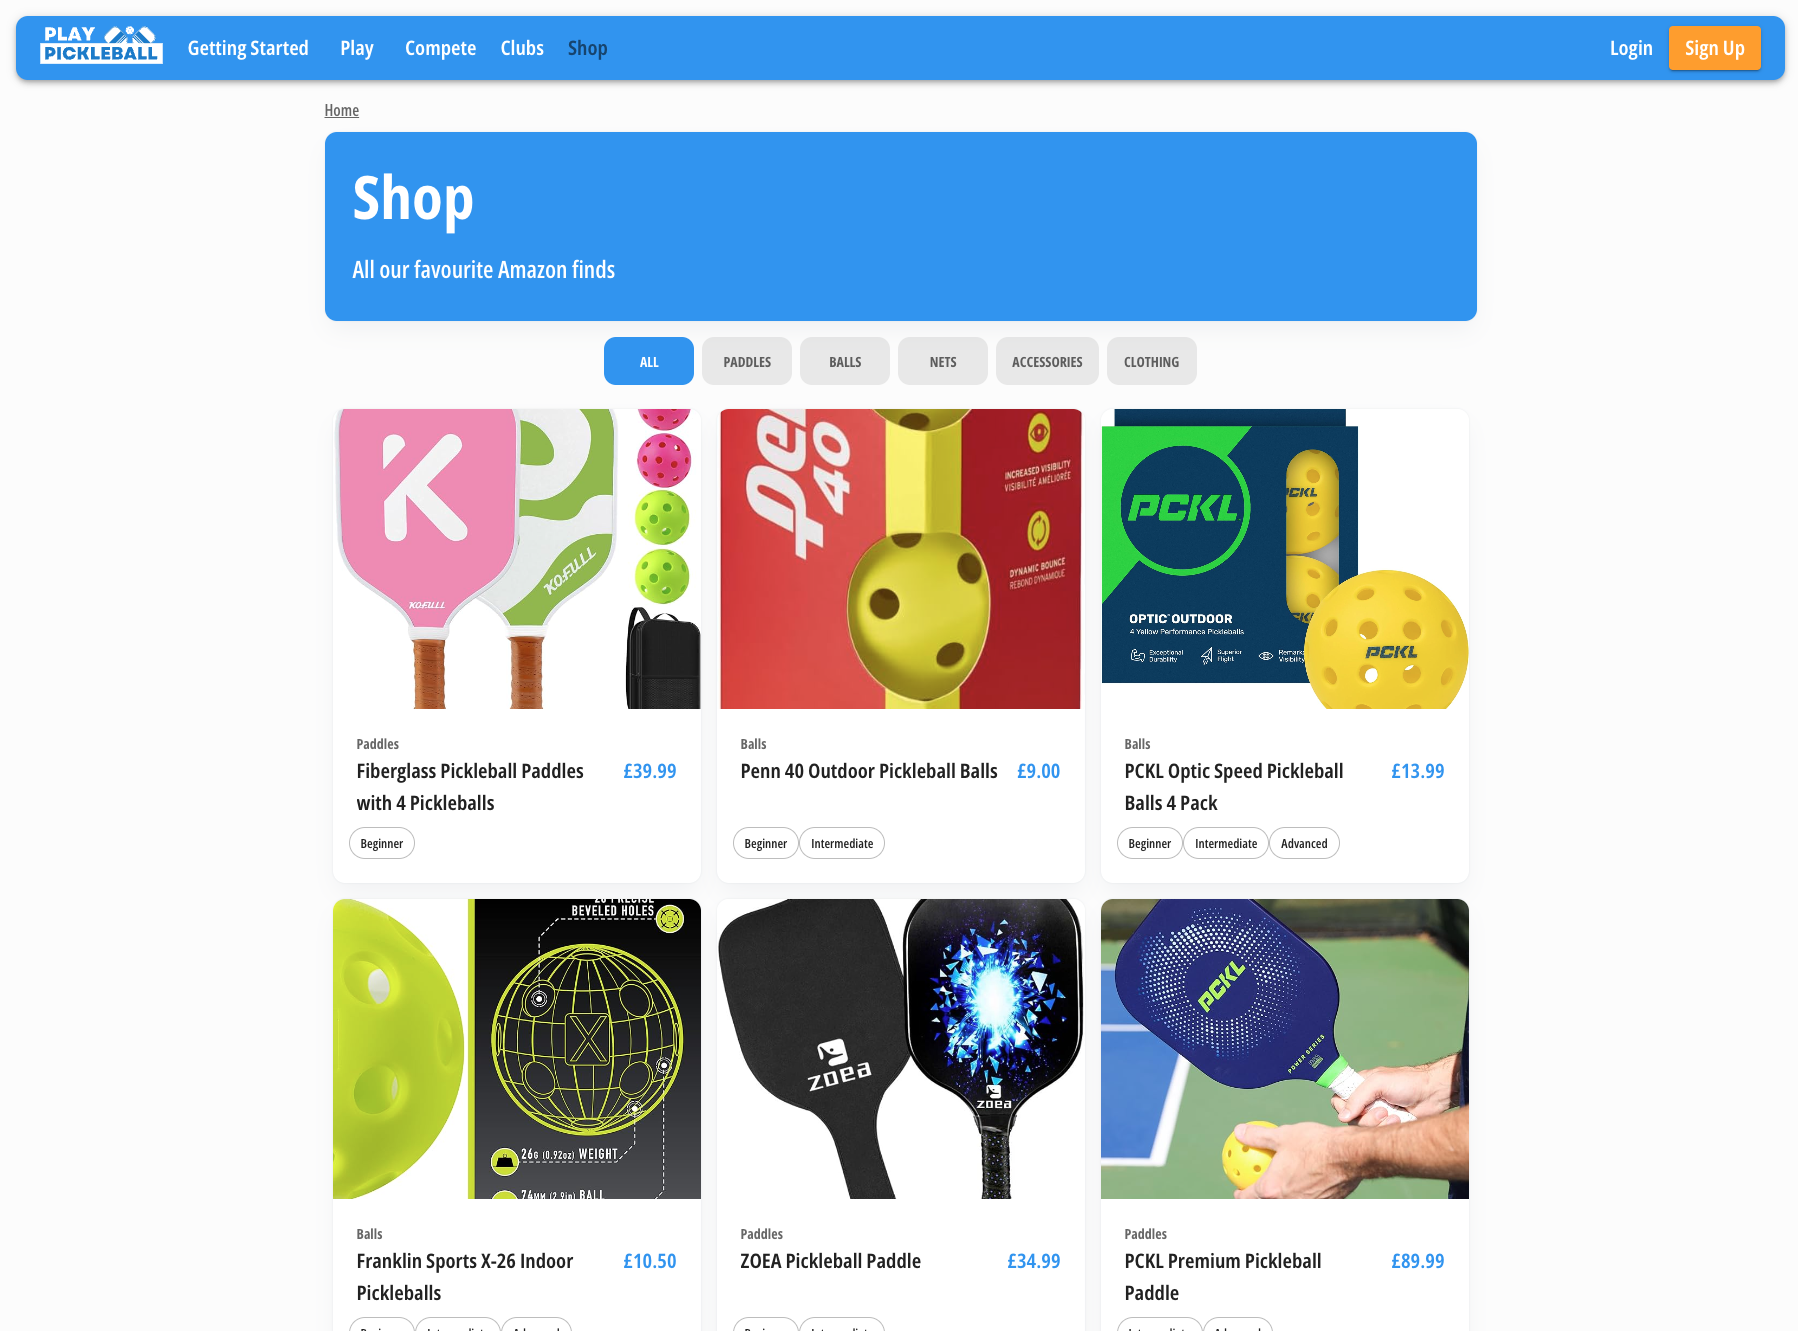 PLAY
PICKLEBALL
Getting Started
Play
Compete
Clubs
Shop
Login
Sign Up
Home
Shop
All our favourite Amazon finds
ALL
PADDLES
BALLS
NETS
ACCESSORIES
CLOTHING
K
KOFULL
KOFULL
40
INCREASED VISIBILITY
VISIBILITÉ AMÉLIORÉE
DYNAMIC BOUNCE
REBOND DYNAMIQUE
PCKL
PCKL
OPTIC OUTDOOR
4 Yellow Performance Pickleballs
Exceptional
Durability
Superior
Flight
Visibility
PCKL
Paddles
Fiberglass Pickleball Paddles
with 4 Pickleballs
£39.99
Beginner
Balls
Penn 40 Outdoor Pickleball Balls
£9.00
Beginner
Intermediate
Balls
PCKL Optic Speed Pickleball
Balls 4 Pack
£13.99
Beginner
Intermediate
Advanced
BEVELED HOLES
X
26G (0.92oz) WEIGHT
74MM (2.9in) BALL
zoea
zoea
PCKL
POWER SERIES
Balls
Franklin Sports X-26 Indoor
Pickleballs
£10.50
Paddles
ZOEA Pickleball Paddle
£34.99
Paddles
PCKL Premium Pickleball
Paddle
£89.99